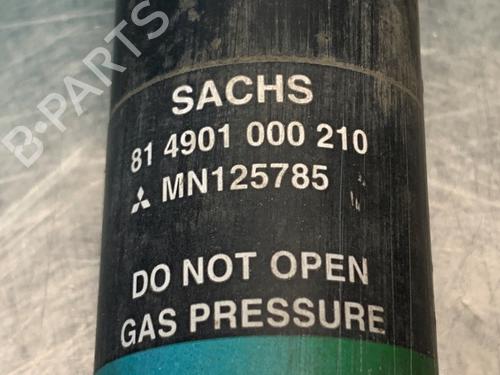 B-PARTS
SACHS
81 4901 000 210
MN125785
DO NOT OPEN
GAS PRESSURE